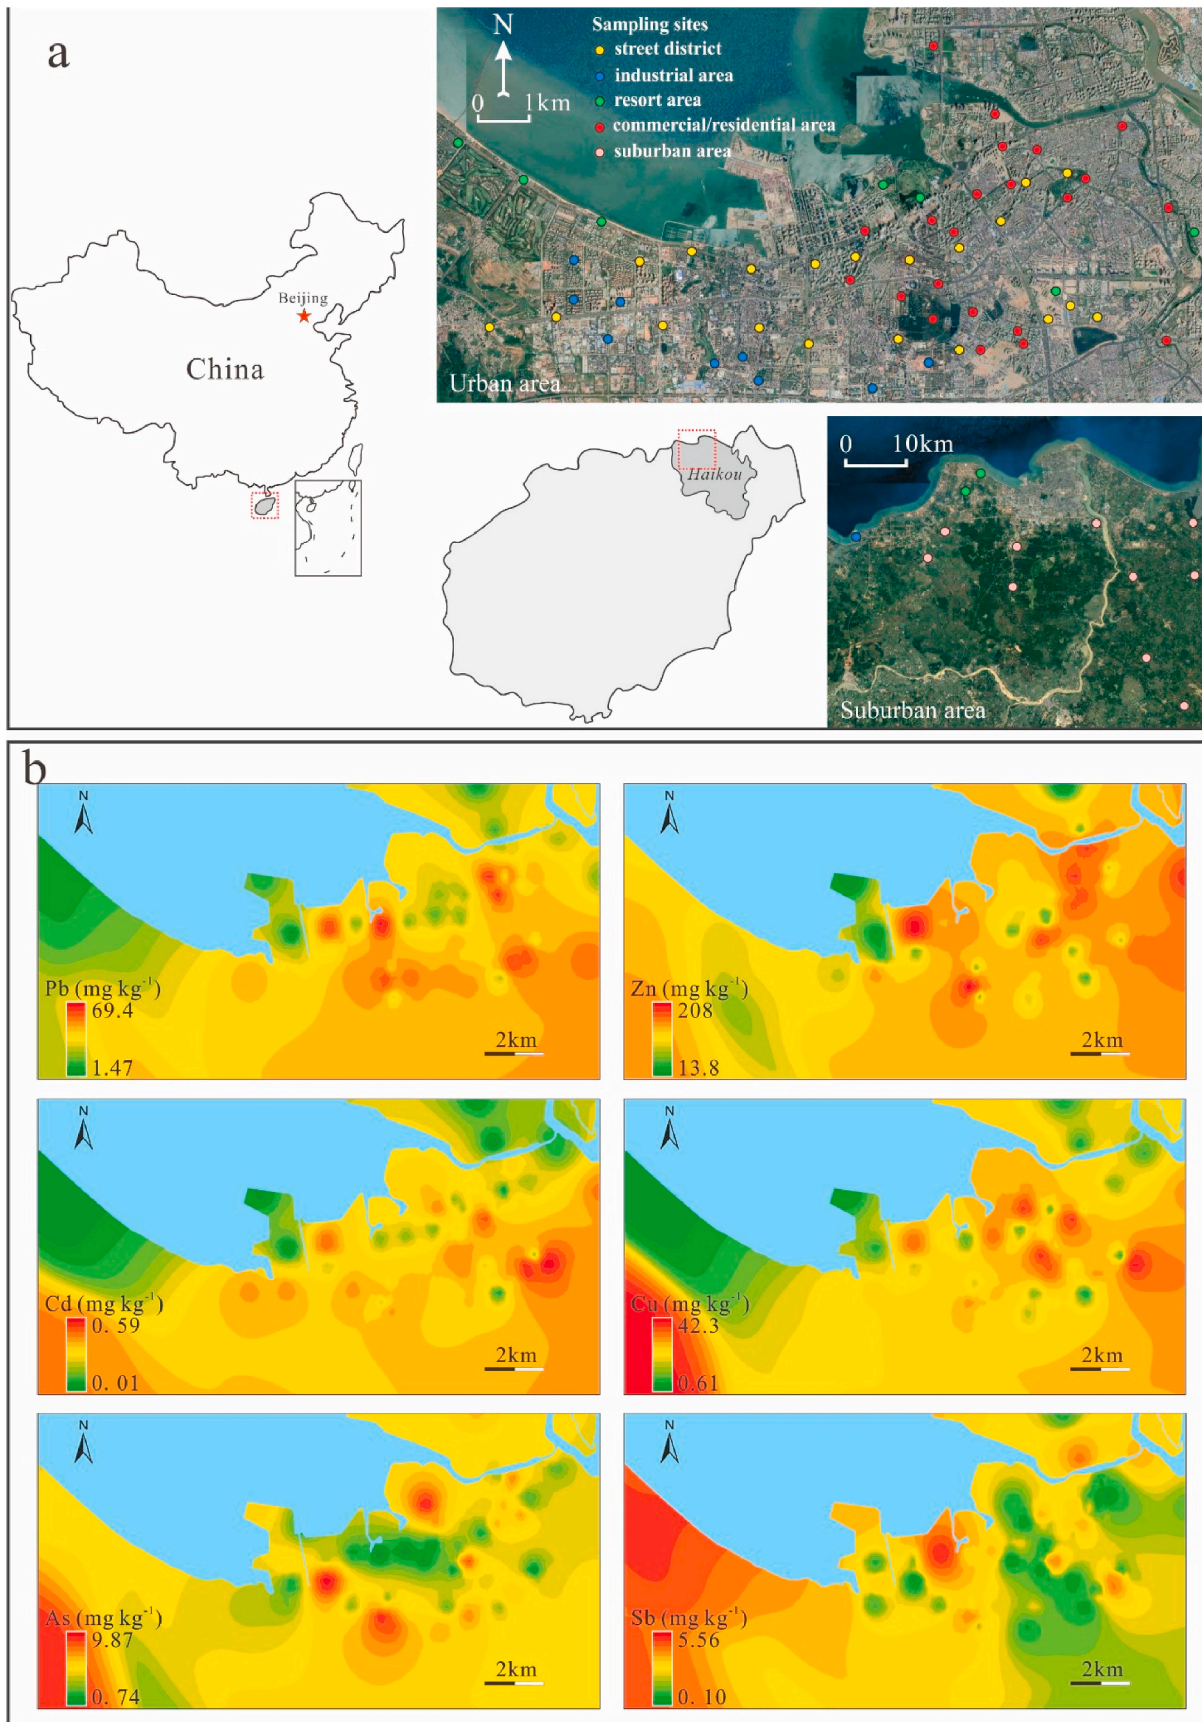 a
N
0 1km
Sampling sites
street district
industrial area
resort area
commercial/residential area
suburban area
Urban area
Beijing
China
Haikou
0 10km
Suburban area
b
N
Pb (mg kg⁻¹)
69.4
1.47
2km
N
Zn (mg kg⁻¹)
208
13.8
2km
N
Cd (mg kg⁻¹)
0.59
0.01
2km
N
Cu (mg kg⁻¹)
42.3
0.61
2km
N
As (mg kg⁻¹)
9.87
0.74
2km
N
Sb (mg kg⁻¹)
5.56
0.10
2km